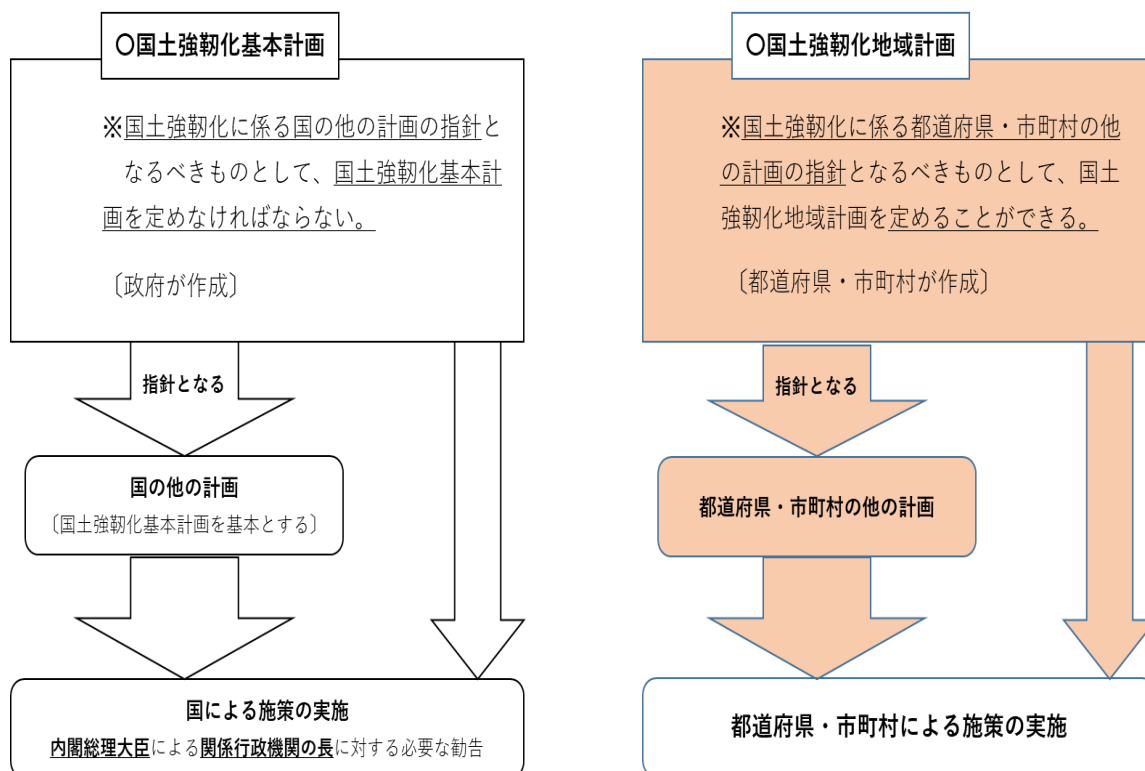 〇国土強靭化基本計画
※国土強靭化に係る国の他の計画の指針と
なるべきものとして、国土強靭化基本計
画を定めなければならない。
〔政府が作成〕
指針となる
国の他の計画
〔国土強靭化基本計画を基本とする〕
国による施策の実施
内閣総理大臣による関係行政機関の長に対する必要な勧告
〇国土強靭化地域計画
※国土強靭化に係る都道府県・市町村の他
の計画の指針となるべきものとして、国土
強靭化地域計画を定めることができる。
〔都道府県・市町村が作成〕
指針となる
都道府県・市町村の他の計画
都道府県・市町村による施策の実施